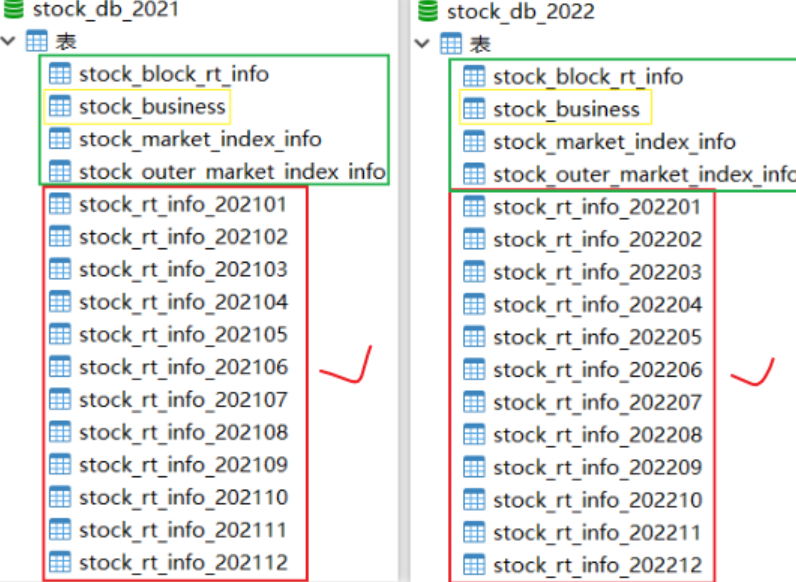 stock_db_2021
表
stock_block_rt_info
stock_business
stock_market_index_info
stock_outer_market_index_info
stock_rt_info_202101
stock_rt_info_202102
stock_rt_info_202103
stock_rt_info_202104
stock_rt_info_202105
stock_rt_info_202106
stock_rt_info_202107
stock_rt_info_202108
stock_rt_info_202109
stock_rt_info_202110
stock_rt_info_202111
stock_rt_info_202112
stock_db_2022
表
stock_block_rt_info
stock_business
stock_market_index_info
stock_outer_market_index_info
stock_rt_info_202201
stock_rt_info_202202
stock_rt_info_202203
stock_rt_info_202204
stock_rt_info_202205
stock_rt_info_202206
stock_rt_info_202207
stock_rt_info_202208
stock_rt_info_202209
stock_rt_info_202210
stock_rt_info_202211
stock_rt_info_202212